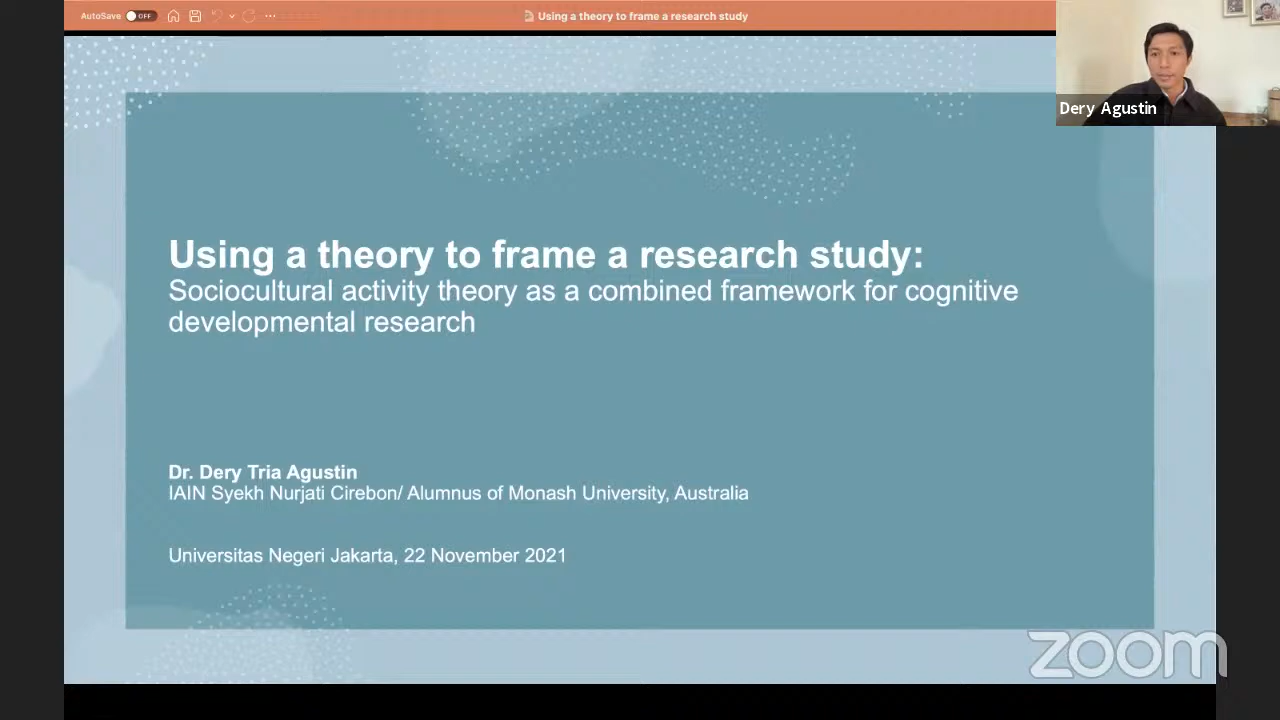 AutoSave OFF
Using a theory to frame a research study
Dery Agustin
Using a theory to frame a research study:
Sociocultural activity theory as a combined framework for cognitive
developmental research
Dr. Dery Tria Agustin
IAIN Syekh Nurjati Cirebon/ Alumnus of Monash University, Australia
Universitas Negeri Jakarta, 22 November 2021
zoom